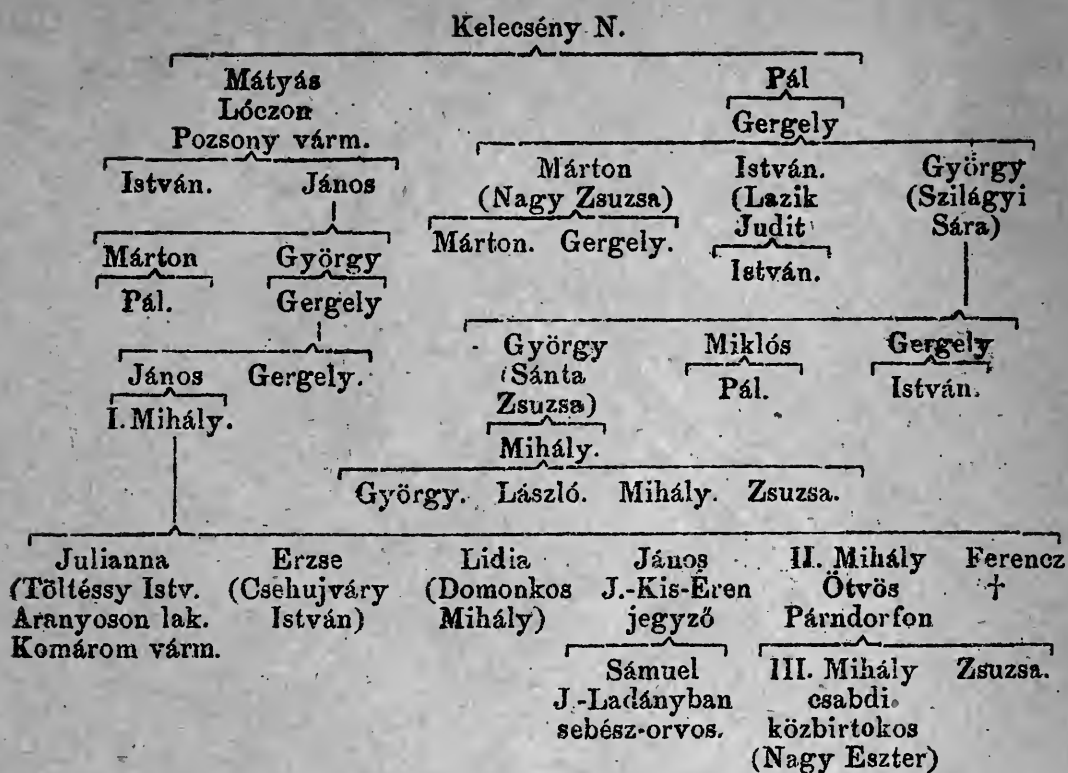 Kelecsény N.
Mátyás Pál
Lóczon Gergely
Pozsony várm.
István. János Márton István. György
(Nagy Zsuzsa) (Lazik (Szilágyi
Judit Sára)
Márton. Gergely. István.
Márton György
Pál. Gergely
János Gergely. György Miklós Gergely
I. Mihály. (Sánta Pál. István.
Zsuzsa)
Mihály.
György. László. Mihály. Zsuzsa.
Julianna Erzse Lidia János II. Mihály Ferencz
(Töltéssy Istv. (Csehujváry (Domonkos J.-Kis-Éren Ötvös †
Aranyoson lak. István) Mihály) jegyző Párndorfon
Komárom várm.
Sámuel III. Mihály Zsuzsa.
J.-Ladányban csabdi
sebész-orvos. közbirtokos
(Nagy Eszter)